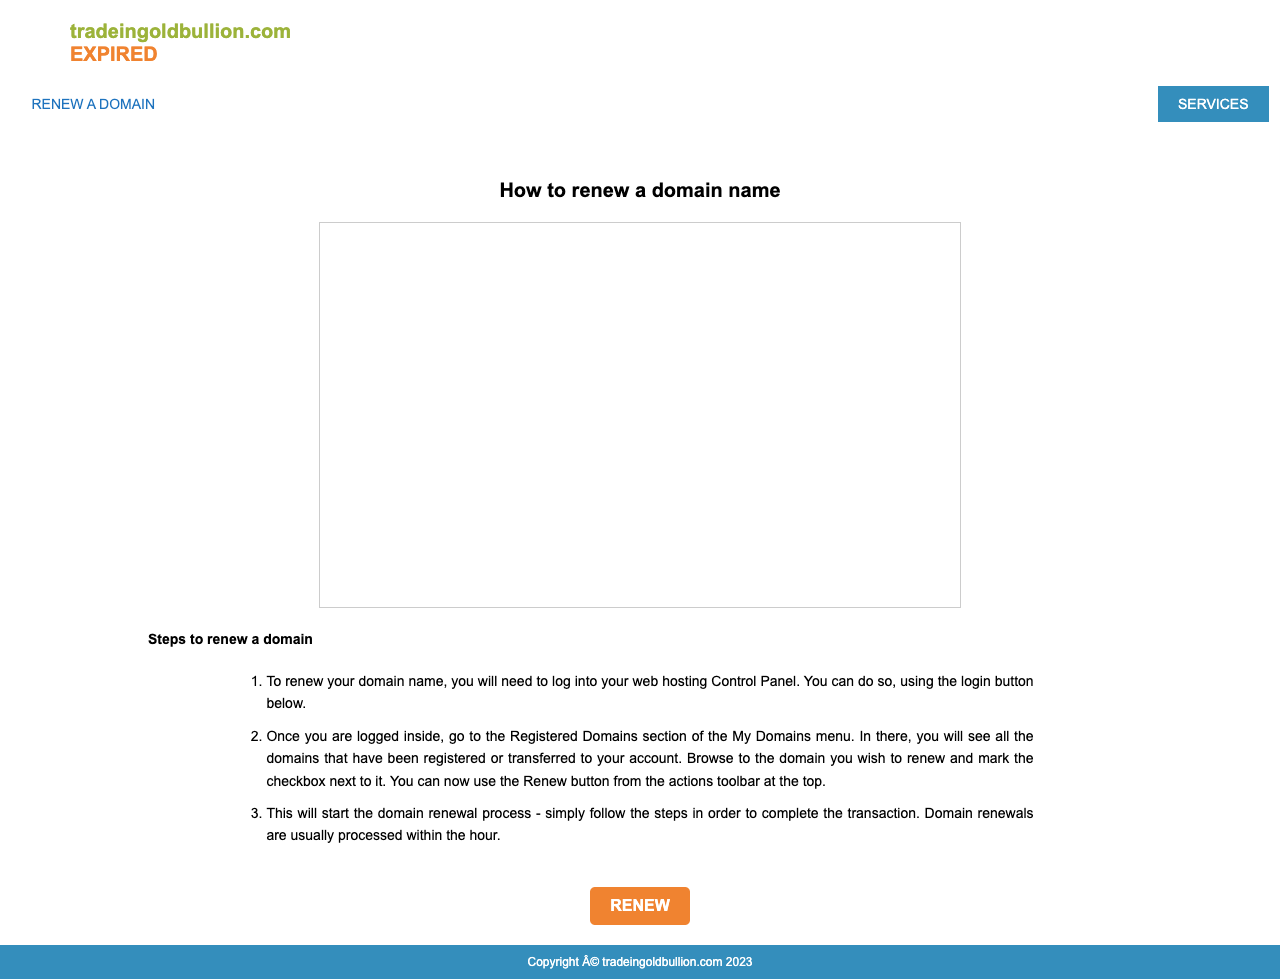 tradeingoldbullion.com
EXPIRED
RENEW A DOMAIN
SERVICES
How to renew a domain name
Steps to renew a domain
1. To renew your domain name, you will need to log into your web hosting Control Panel. You can do so, using the login button
below.
2. Once you are logged inside, go to the Registered Domains section of the My Domains menu. In there, you will see all the
domains that have been registered or transferred to your account. Browse to the domain you wish to renew and mark the
checkbox next to it. You can now use the Renew button from the actions toolbar at the top.
3. This will start the domain renewal process - simply follow the steps in order to complete the transaction. Domain renewals
are usually processed within the hour.
RENEW
Copyright Â© tradeingoldbullion.com 2023